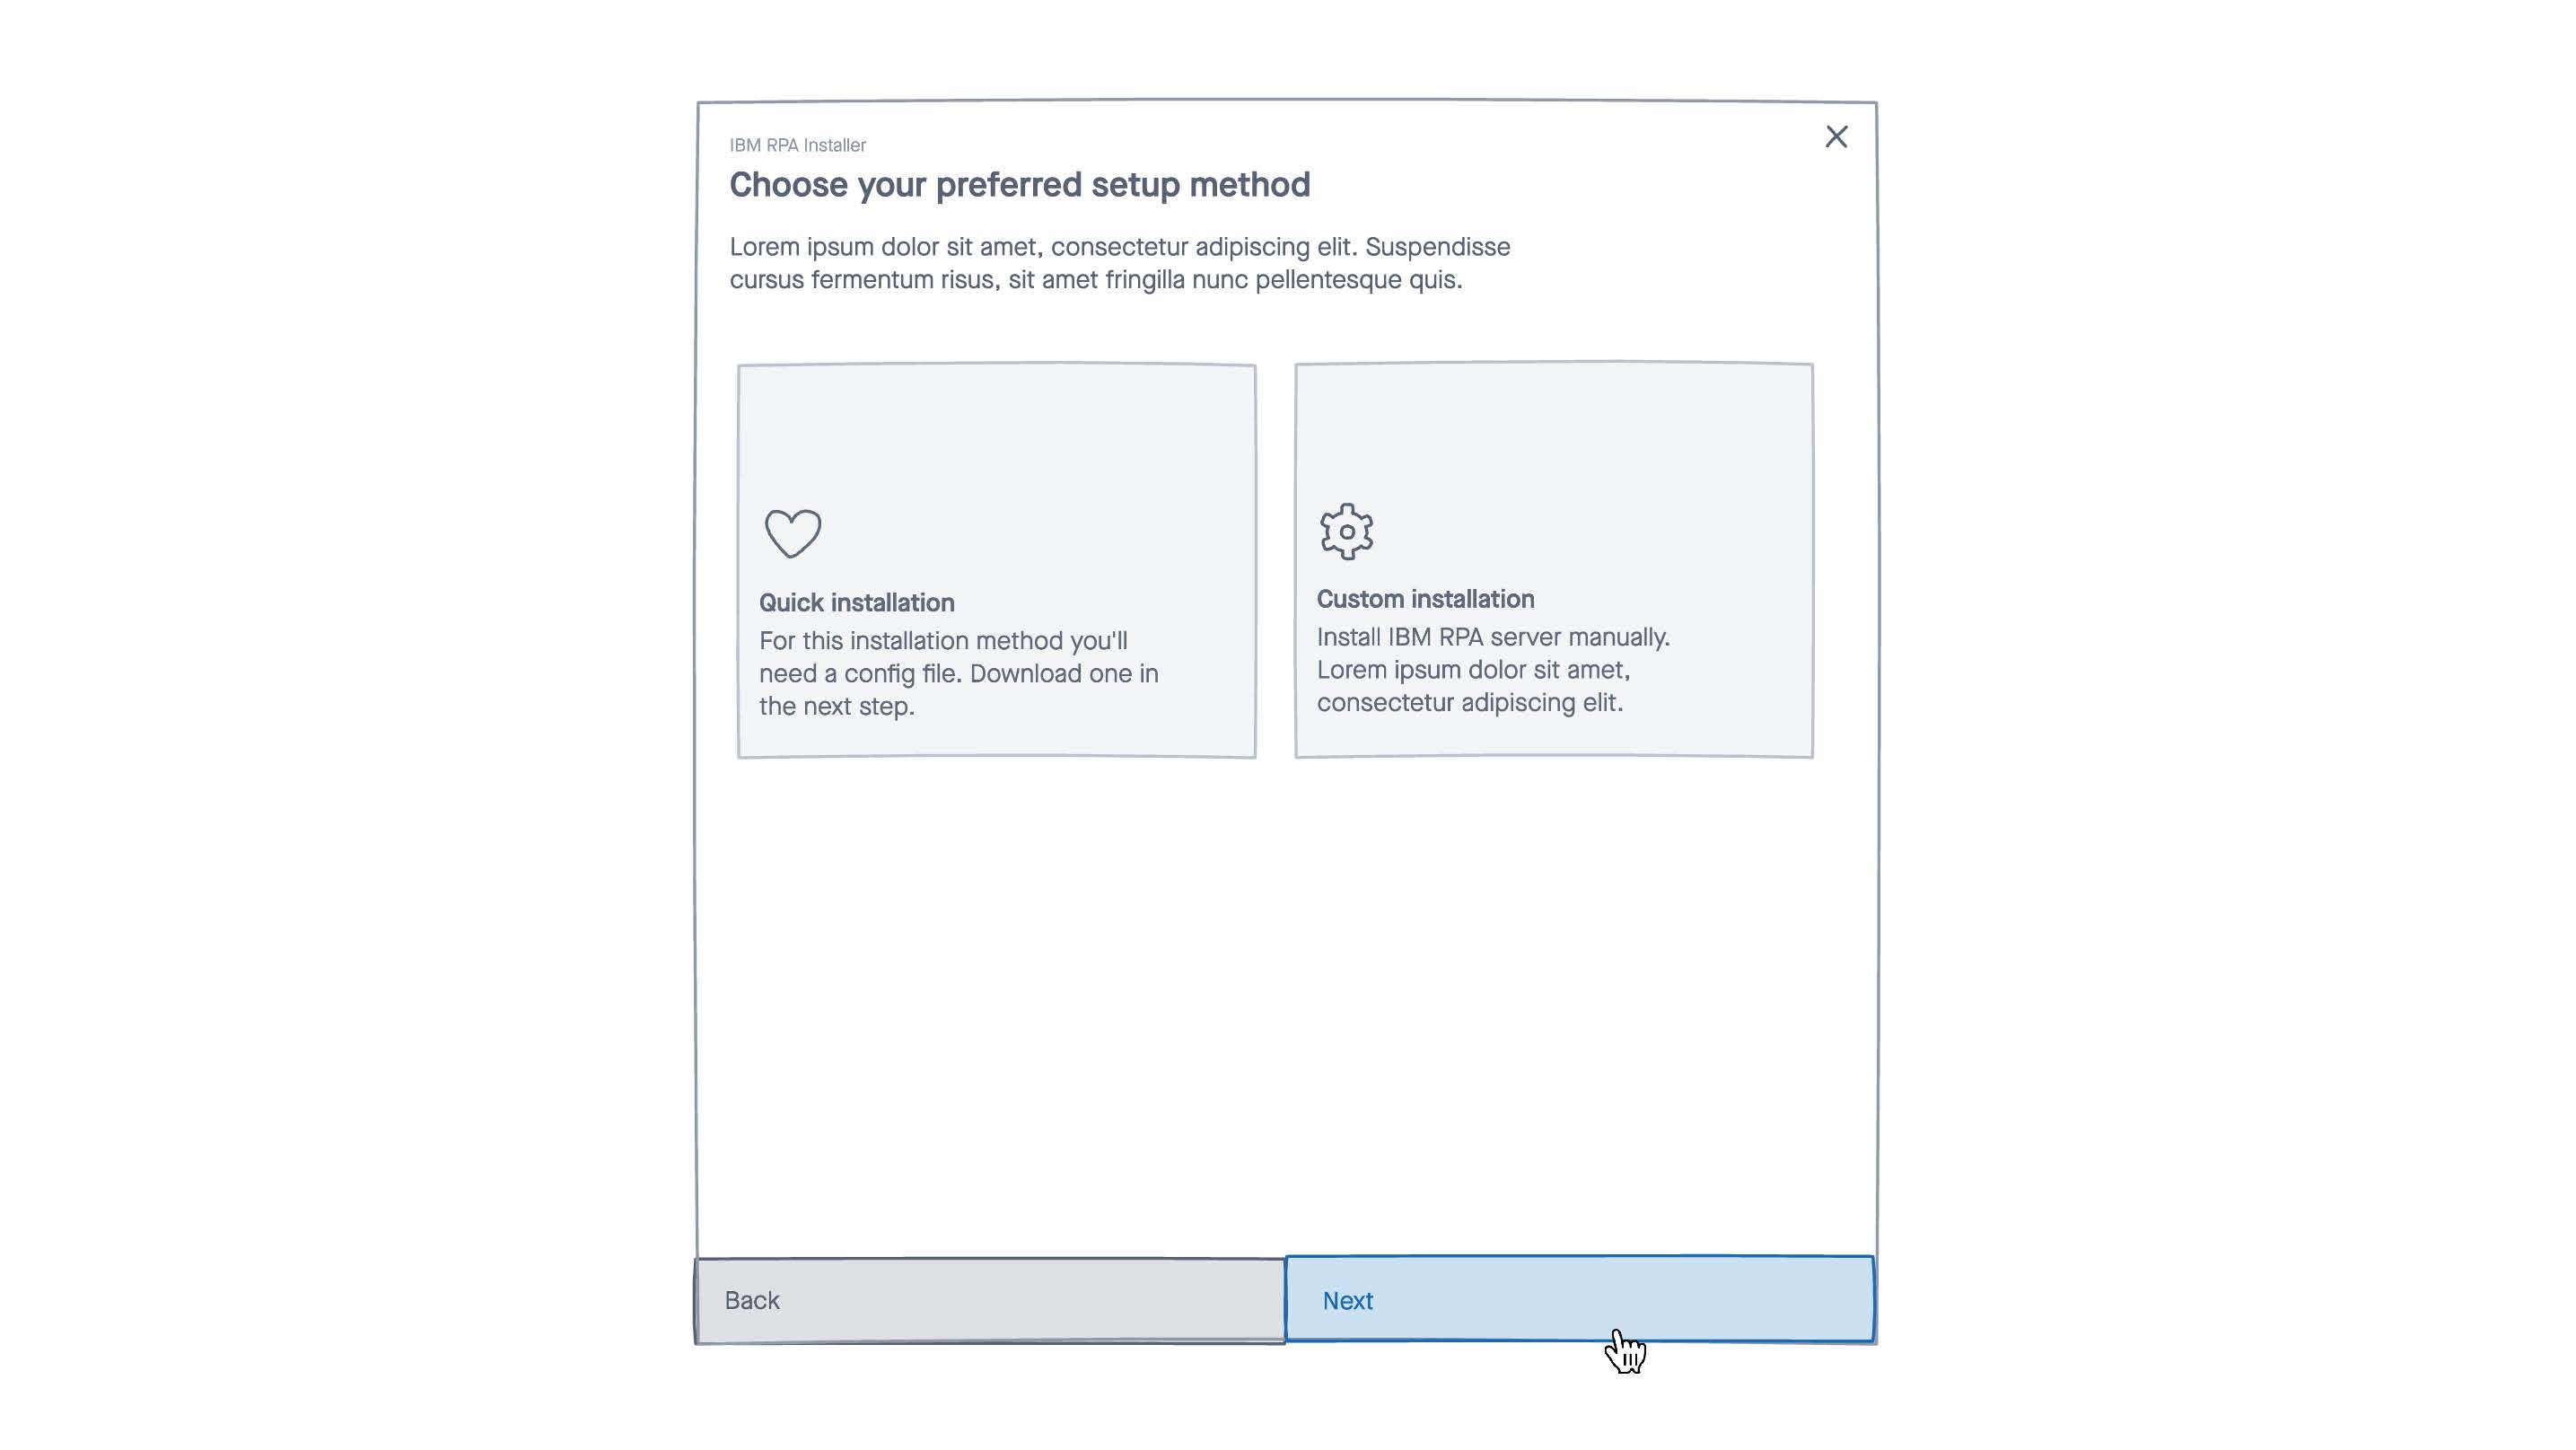 IBM RPA Installer
Choose your preferred setup method
Lorem ipsum dolor sit amet, consectetur adipiscing elit. Suspendisse
cursus fermentum risus, sit amet fringilla nunc pellentesque quis.
Quick installation
For this installation method you'll
need a config file. Download one in
the next step.
Custom installation
Install IBM RPA server manually.
Lorem ipsum dolor sit amet,
consectetur adipiscing elit.
Back
Next